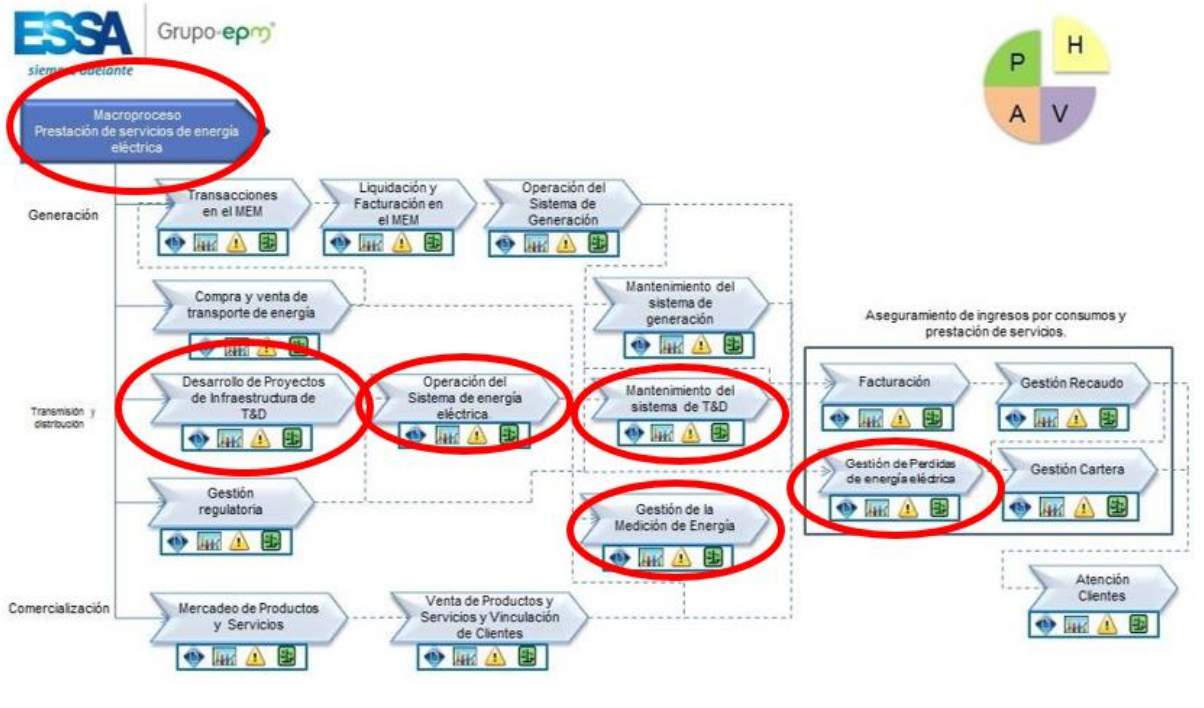 ESSA
Grupo-epm®
siempre adelante
P
H
A
V
Macroproceso
Prestación de servicios de energía
eléctrica
Generación
Transacciones
en el MEM
Liquidación y
Facturación en
el MEM
Operación del
Sistema de
Generación
Compra y venta de
transporte de energía
Mantenimiento del
sistema de
generación
Aseguramiento de ingresos por consumos y
prestación de servicios.
Transmisión y
distribución
Desarrollo de Proyectos
de Infraestructura de
T&D
Operación del
Sistema de energía
eléctrica
Mantenimiento del
sistema de T&D
Facturación
Gestión Recaudo
Gestión
regulatoria
Gestión de la
Medición de Energía
Gestión de Perdidas
de energía eléctrica
Gestión Cartera
Comercialización
Mercadeo de Productos
y Servicios
Venta de Productos y
Servicios y Vinculación
de Clientes
Atención
Clientes